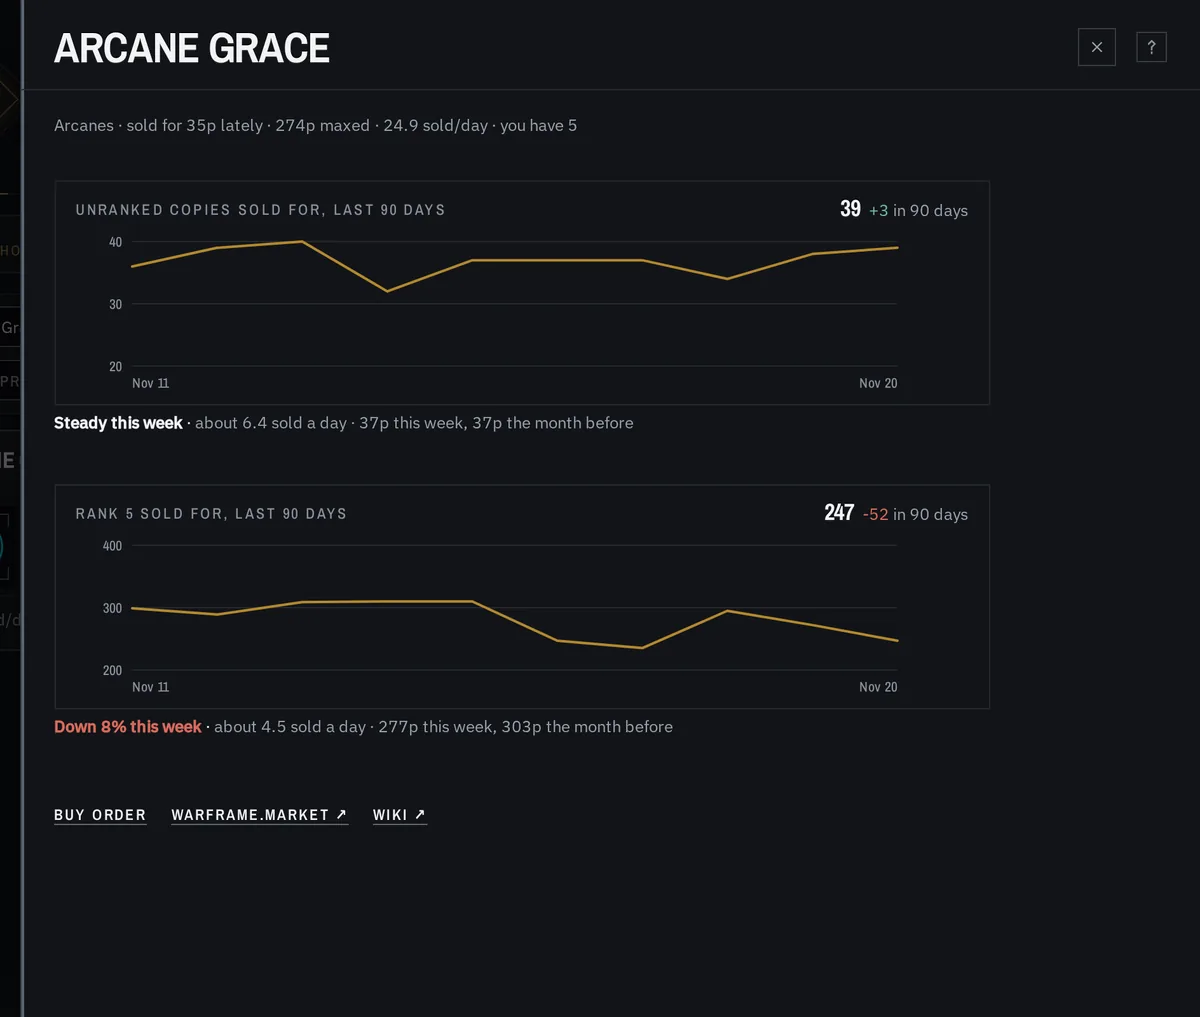 ARCANE GRACE
× ?
Arcanes · sold for 35p lately · 274p maxed · 24.9 sold/day · you have 5
UNRANKED COPIES SOLD FOR, LAST 90 DAYS
39 +3 in 90 days
40
30
20
Nov 11
Nov 20
Steady this week · about 6.4 sold a day · 37p this week, 37p the month before
RANK 5 SOLD FOR, LAST 90 DAYS
247 -52 in 90 days
400
300
200
Nov 11
Nov 20
Down 8% this week · about 4.5 sold a day · 277p this week, 303p the month before
BUY ORDER
WARFRAME.MARKET ↗
WIKI ↗